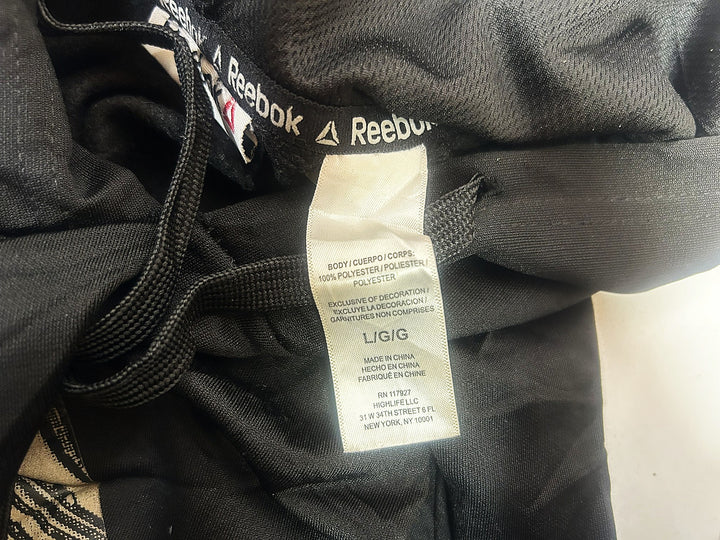 Reebok
Reebok
Reebok
BODY / CUERPO / CORPS:
100% POLYESTER / POLIESTER /
POLYESTER
EXCLUSIVE OF DECORATION /
EXCLUYE LA DECORACION /
GARNITURES NON COMPRISES
L/G/G
MADE IN CHINA
HECHO EN CHINA
FABRIQUÉ EN CHINE
RN 117927
HIGHLIFE LLC
31 W 34TH STREET 6 FL
NEW YORK, NY 10001